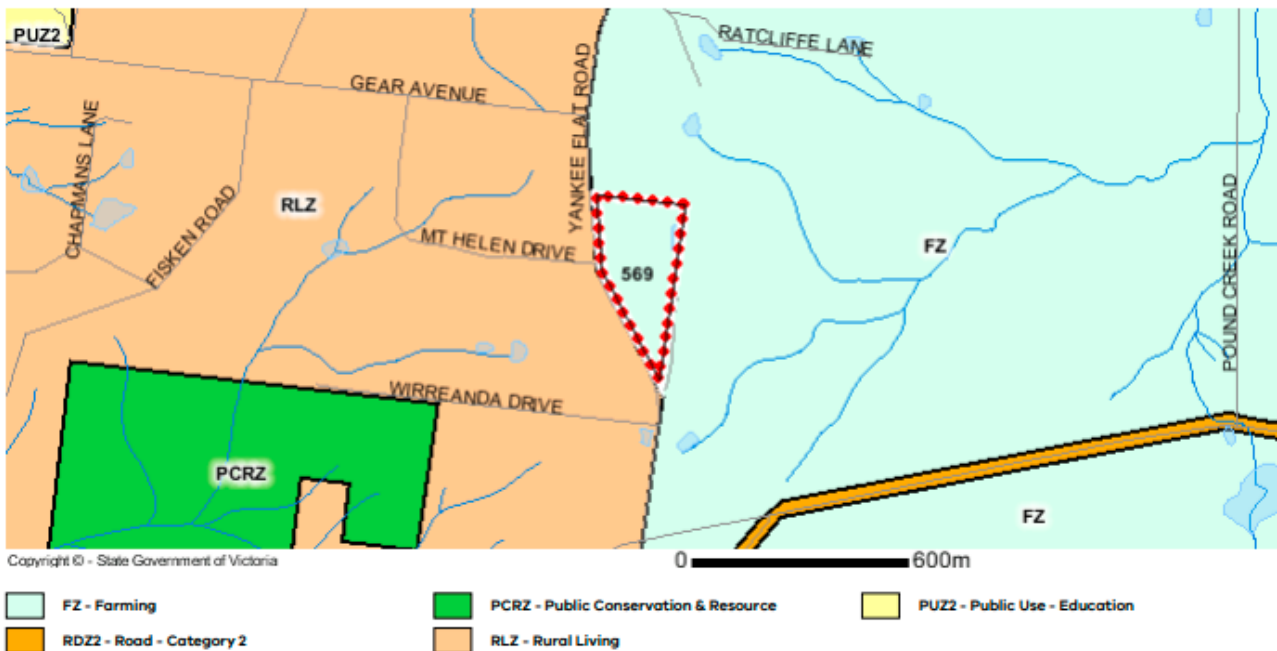 PUZ2
RATCLIFFE LANE
GEAR AVENUE
YANKEE FLAT ROAD
CHAPMANS LANE
FISKEN ROAD
RLZ
MT HELEN DRIVE
569
FZ
POUND CREEK ROAD
WIRREANDA DRIVE
PCRZ
FZ
Copyright © - State Government of Victoria
0 600m
FZ - Farming
PCRZ - Public Conservation & Resource
PUZ2 - Public Use - Education
RDZ2 - Road - Category 2
RLZ - Rural Living